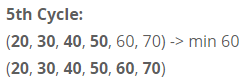 5th Cycle:
(20, 30, 40, 50, 60, 70) -> min 60
(20, 30, 40, 50, 60, 70)